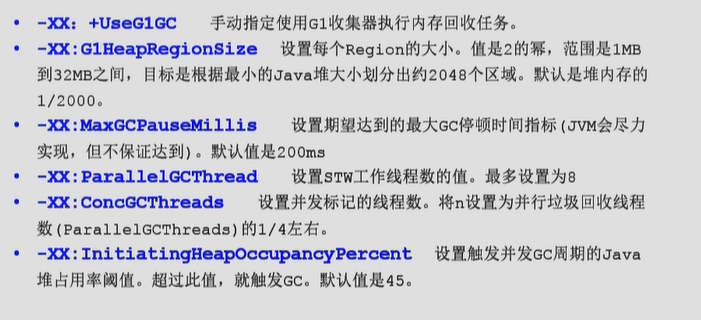 • -XX：+UseG1GC 手动指定使用G1收集器执行内存回收任务。
• -XX:G1HeapRegionSize 设置每个Region的大小。值是2的幂，范围是1MB
到32MB之间，目标是根据最小的Java堆大小划分出约2048个区域。默认是堆内存的
1/2000。
• -XX:MaxGCPauseMillis 设置期望达到的最大GC停顿时间指标(JVM会尽力
实现，但不保证达到)。默认值是200ms
• -XX:ParallelGCThread 设置STW工作线程数的值。最多设置为8
• -XX:ConcGCThreads 设置并发标记的线程数。将n设置为并行垃圾回收线程
数(ParallelGCThreads)的1/4左右。
• -XX:InitiatingHeapOccupancyPercent 设置触发并发GC周期的Java
堆占用率阈值。超过此值，就触发GC。默认值是45。